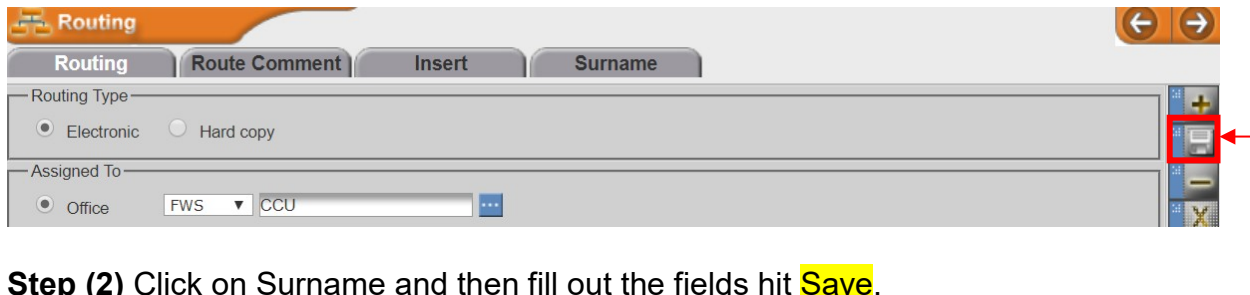 Routing
Routing Route Comment Insert Surname
Routing Type
Electronic Hard copy
Assigned To
Office FWS CCU
Step (2) Click on Surname and then fill out the fields hit Save.